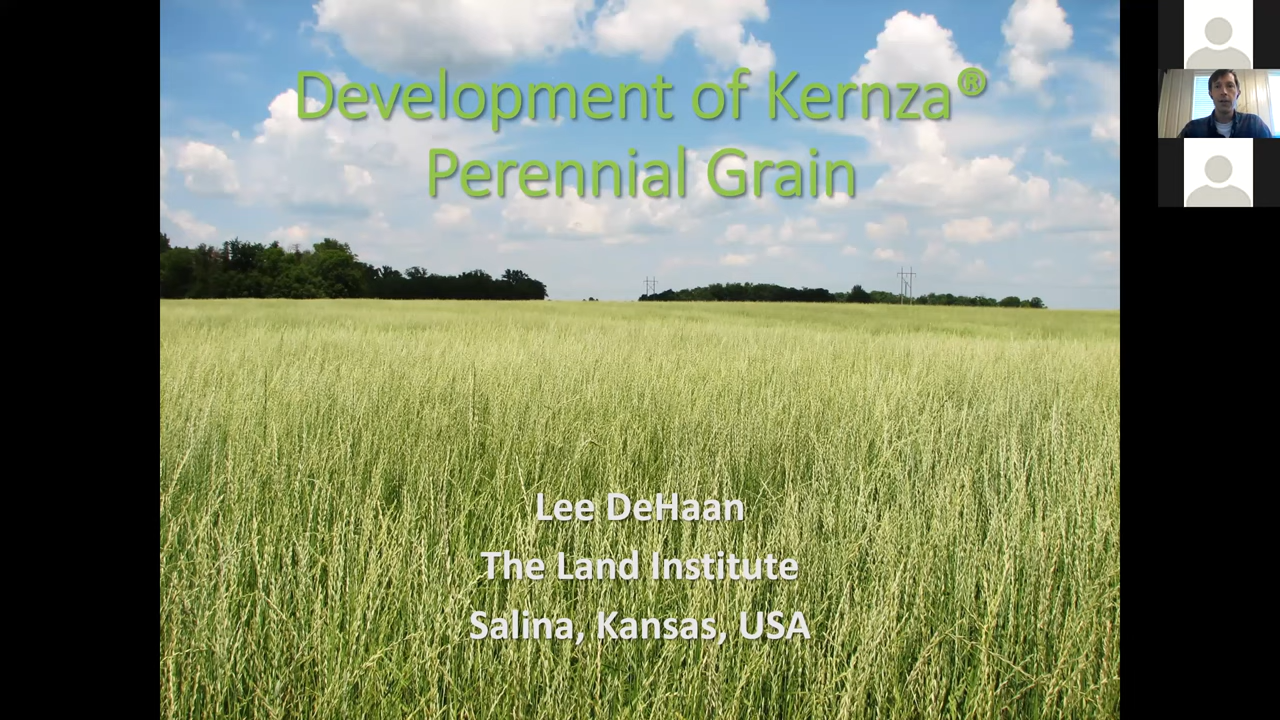 Development of Kernza®
Perennial Grain
Lee DeHaan
The Land Institute
Salina, Kansas, USA